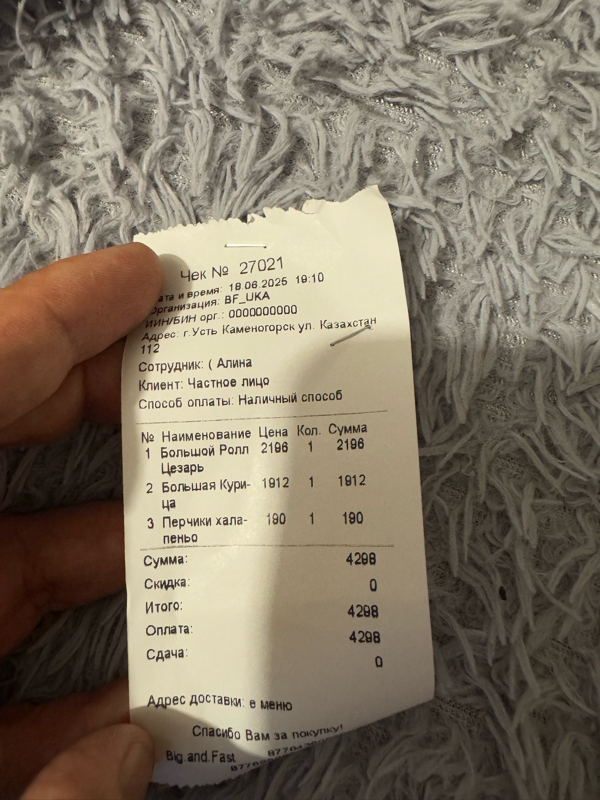 Чек № 27021
ата и время: 18.06.2025 19:10
Организация: BF_UKA
ИИН/БИН орг.: 0000000000
Адрес: г.Усть Каменогорск ул. Казахстан
112
Сотрудник: ( Алина
Клиент: Частное лицо
Способ оплаты: Наличный способ
№ Наименование Цена Кол. Сумма
1 Большой Ролл 2196 1 2196
Цезарь
2 Большая Кури- 1912 1 1912
ца
3 Перчики хала- 190 1 190
пеньо
Сумма: 4298
Скидка: 0
Итого: 4298
Оплата: 4298
Сдача: 0
Адрес доставки: е меню
Спасибо Вам за покупку!
Big.and.Fast